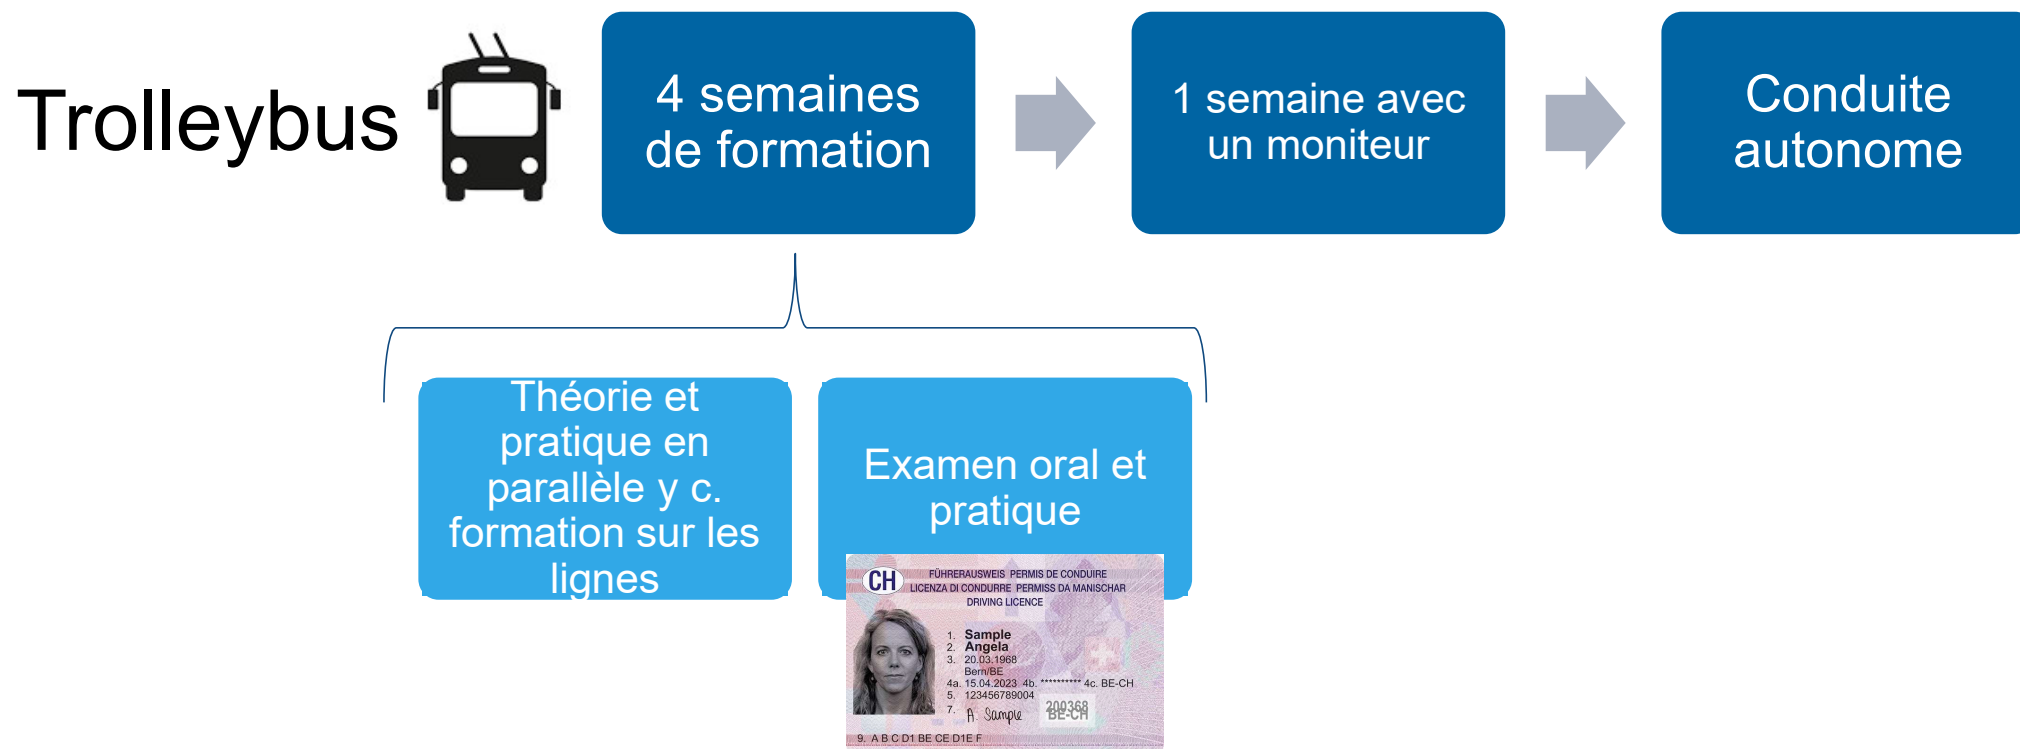 Trolleybus
4 semaines
de formation
1 semaine avec
un moniteur
Conduite
autonome
Théorie et
pratique en
parallèle y c.
formation sur les
lignes
Examen oral et
pratique
CH
FÜHRERAUSWEIS PERMIS DE CONDUIRE
LICENZA DI CONDURRE PERMISS DA MANISCHAR
DRIVING LICENCE
1. Sample
2. Angela
3. 20.03.1968
Bern/BE
4a. 15.04.2023 4b. ********** 4c. BE-CH
5. 123456789004
7. A. Sample
200368
BE-CH
9. A B C D1 BE CE D1E F